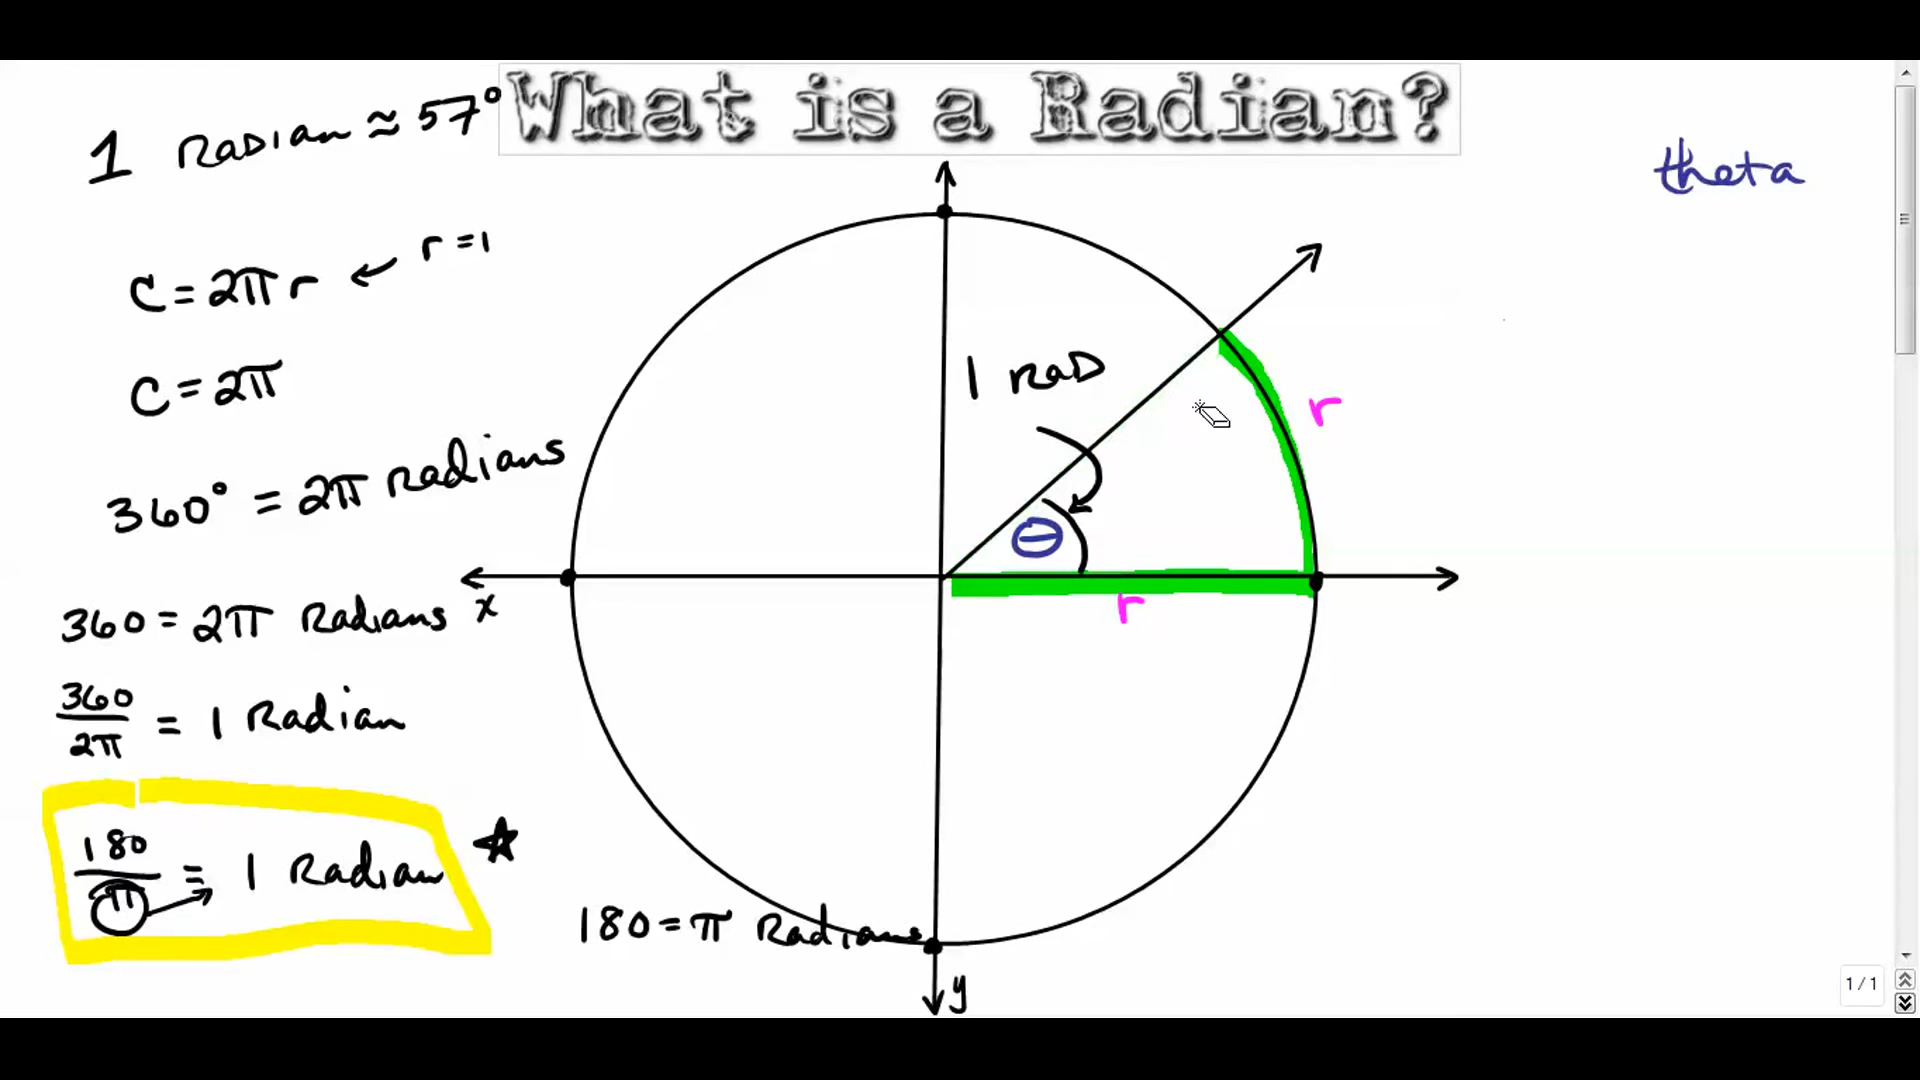 What is a Radian?
1 Radian ≈ 57°
theta
C = 2π r ← r = 1
C = 2π
1 rad
r
360° = 2π radians
θ
x
r
360 = 2π Radians
360/2π = 1 Radian
180/π = 1 Radian
180 = π Radians
y
1 / 1